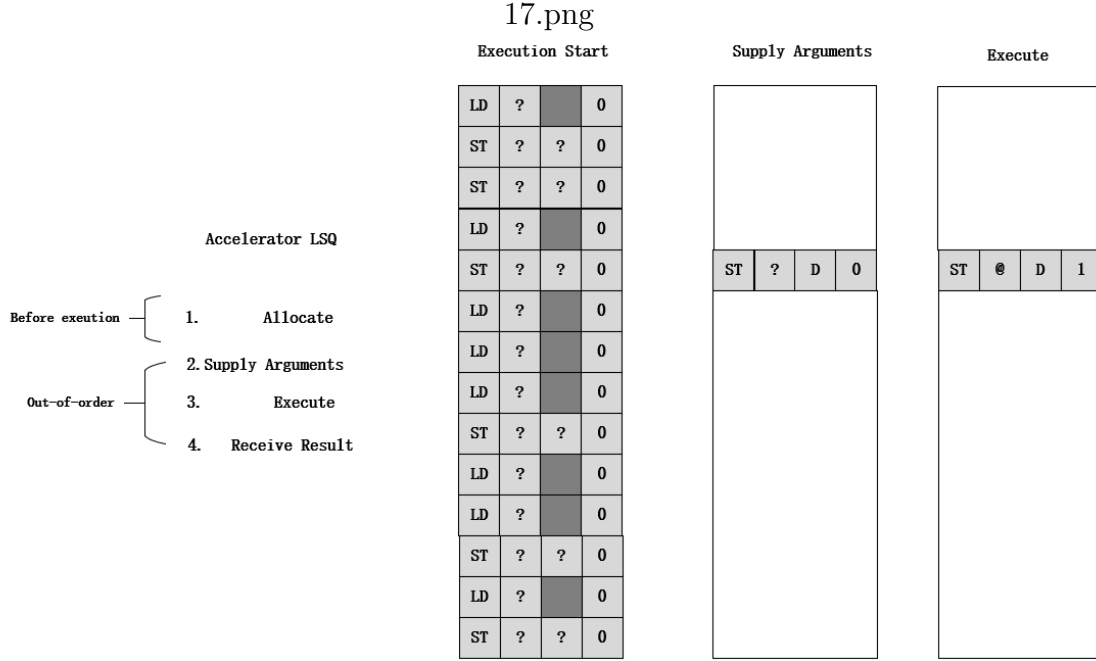 17.png
Execution Start
Supply Arguments
Execute
LD ? 0
ST ? ? 0
ST ? ? 0
LD ? 0
Accelerator LSQ
ST ? ? 0
ST ? D 0
ST @ D 1
LD ? 0
Before exeution
1. Allocate
LD ? 0
2. Supply Arguments
LD ? 0
Out-of-order
3. Execute
ST ? ? 0
4. Receive Result
LD ? 0
LD ? 0
ST ? ? 0
LD ? 0
ST ? ? 0